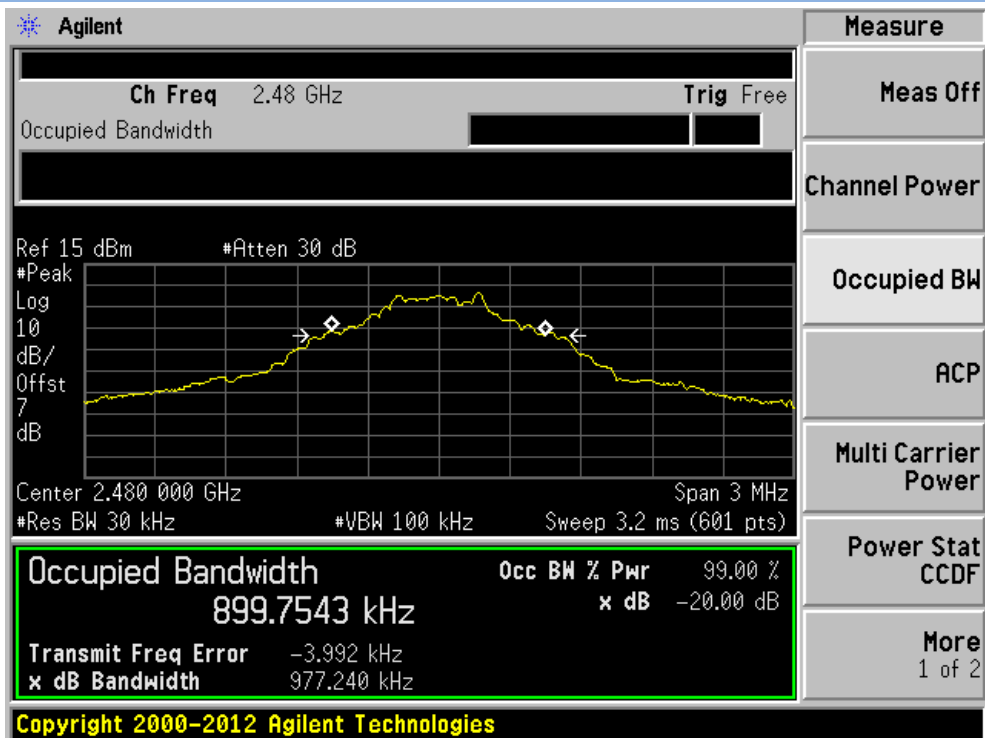 Agilent
Measure
Ch Freq 2.48 GHz Trig Free
Occupied Bandwidth
Meas Off
Channel Power
Occupied BW
ACP
Multi Carrier
Power
Power Stat
CCDF
More
1 of 2
Ref 15 dBm #Atten 30 dB
#Peak
Log
10
dB/
Offst
7
dB
Center 2.480 000 GHz Span 3 MHz
#Res BW 30 kHz #VBW 100 kHz Sweep 3.2 ms (601 pts)
Occupied Bandwidth Occ BW % Pwr 99.00 %
899.7543 kHz x dB -20.00 dB
Transmit Freq Error -3.992 kHz
x dB Bandwidth 977.240 kHz
Copyright 2000-2012 Agilent Technologies